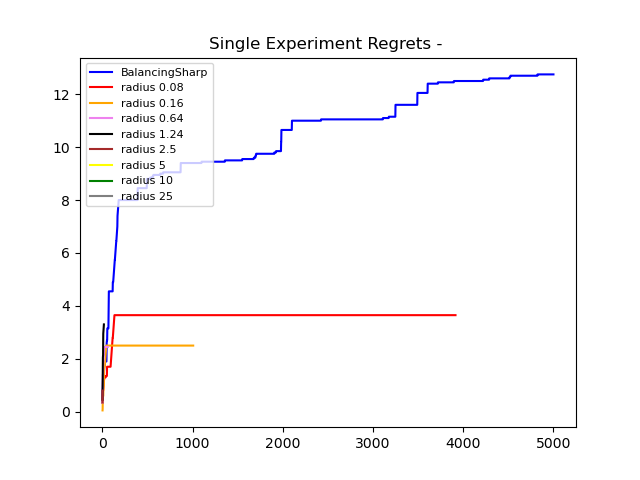 Single Experiment Regrets -
BalancingSharp
radius 0.08
radius 0.16
radius 0.64
radius 1.24
radius 2.5
radius 5
radius 10
radius 25
12
10
8
6
4
2
0
0 1000 2000 3000 4000 5000